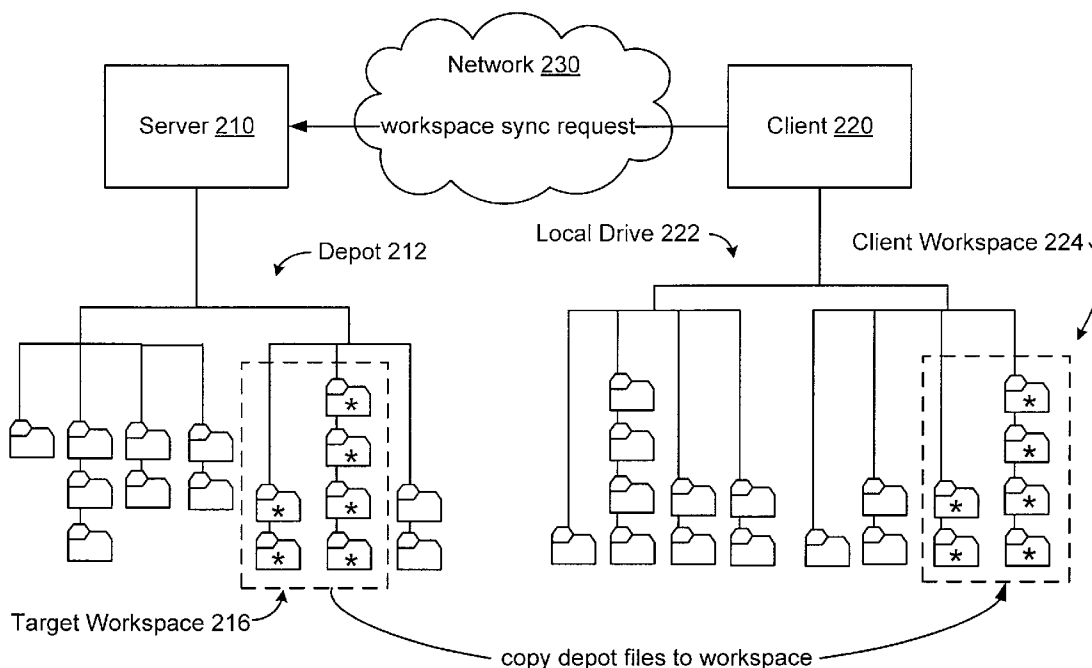 Network 230
Server 210
workspace sync request
Client 220
Depot 212
Local Drive 222
Client Workspace 224
* * * * * *
* * * * * *
Target Workspace 216
copy depot files to workspace